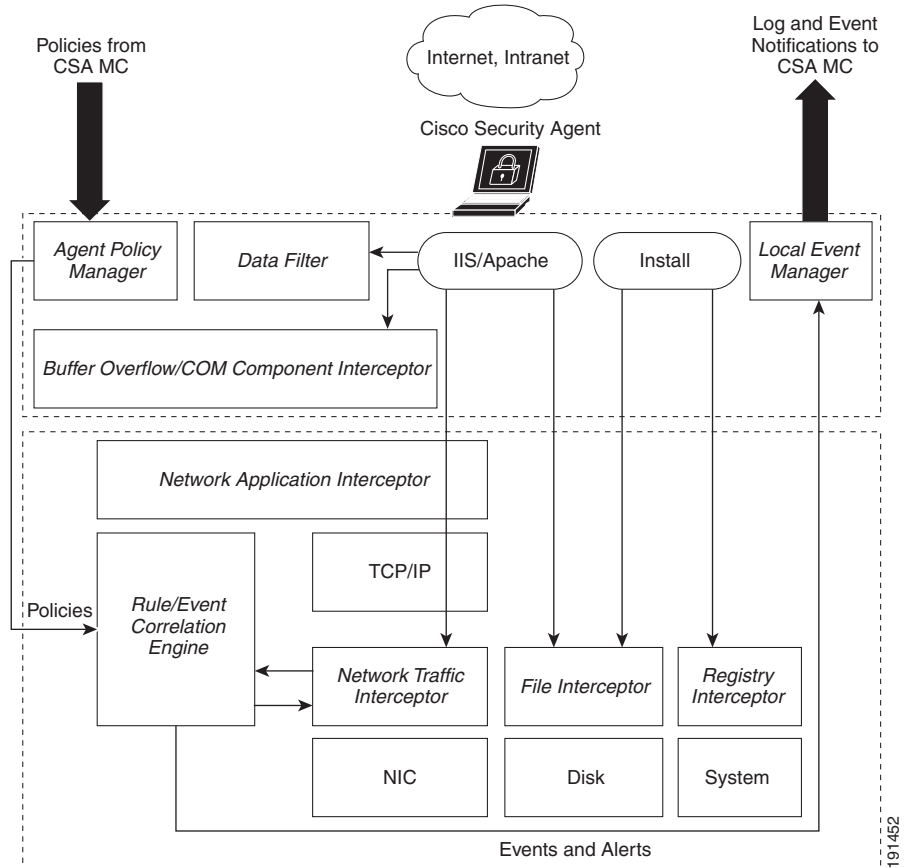 Policies from
CSA MC
Internet, Intranet
Log and Event
Notifications to
CSA MC
Cisco Security Agent
Agent Policy
Manager
Data Filter
IIS/Apache
Install
Local Event
Manager
Buffer Overflow/COM Component Interceptor
Network Application Interceptor
TCP/IP
Policies
Rule/Event
Correlation
Engine
Network Traffic
Interceptor
File Interceptor
Registry
Interceptor
NIC
Disk
System
Events and Alerts
191452